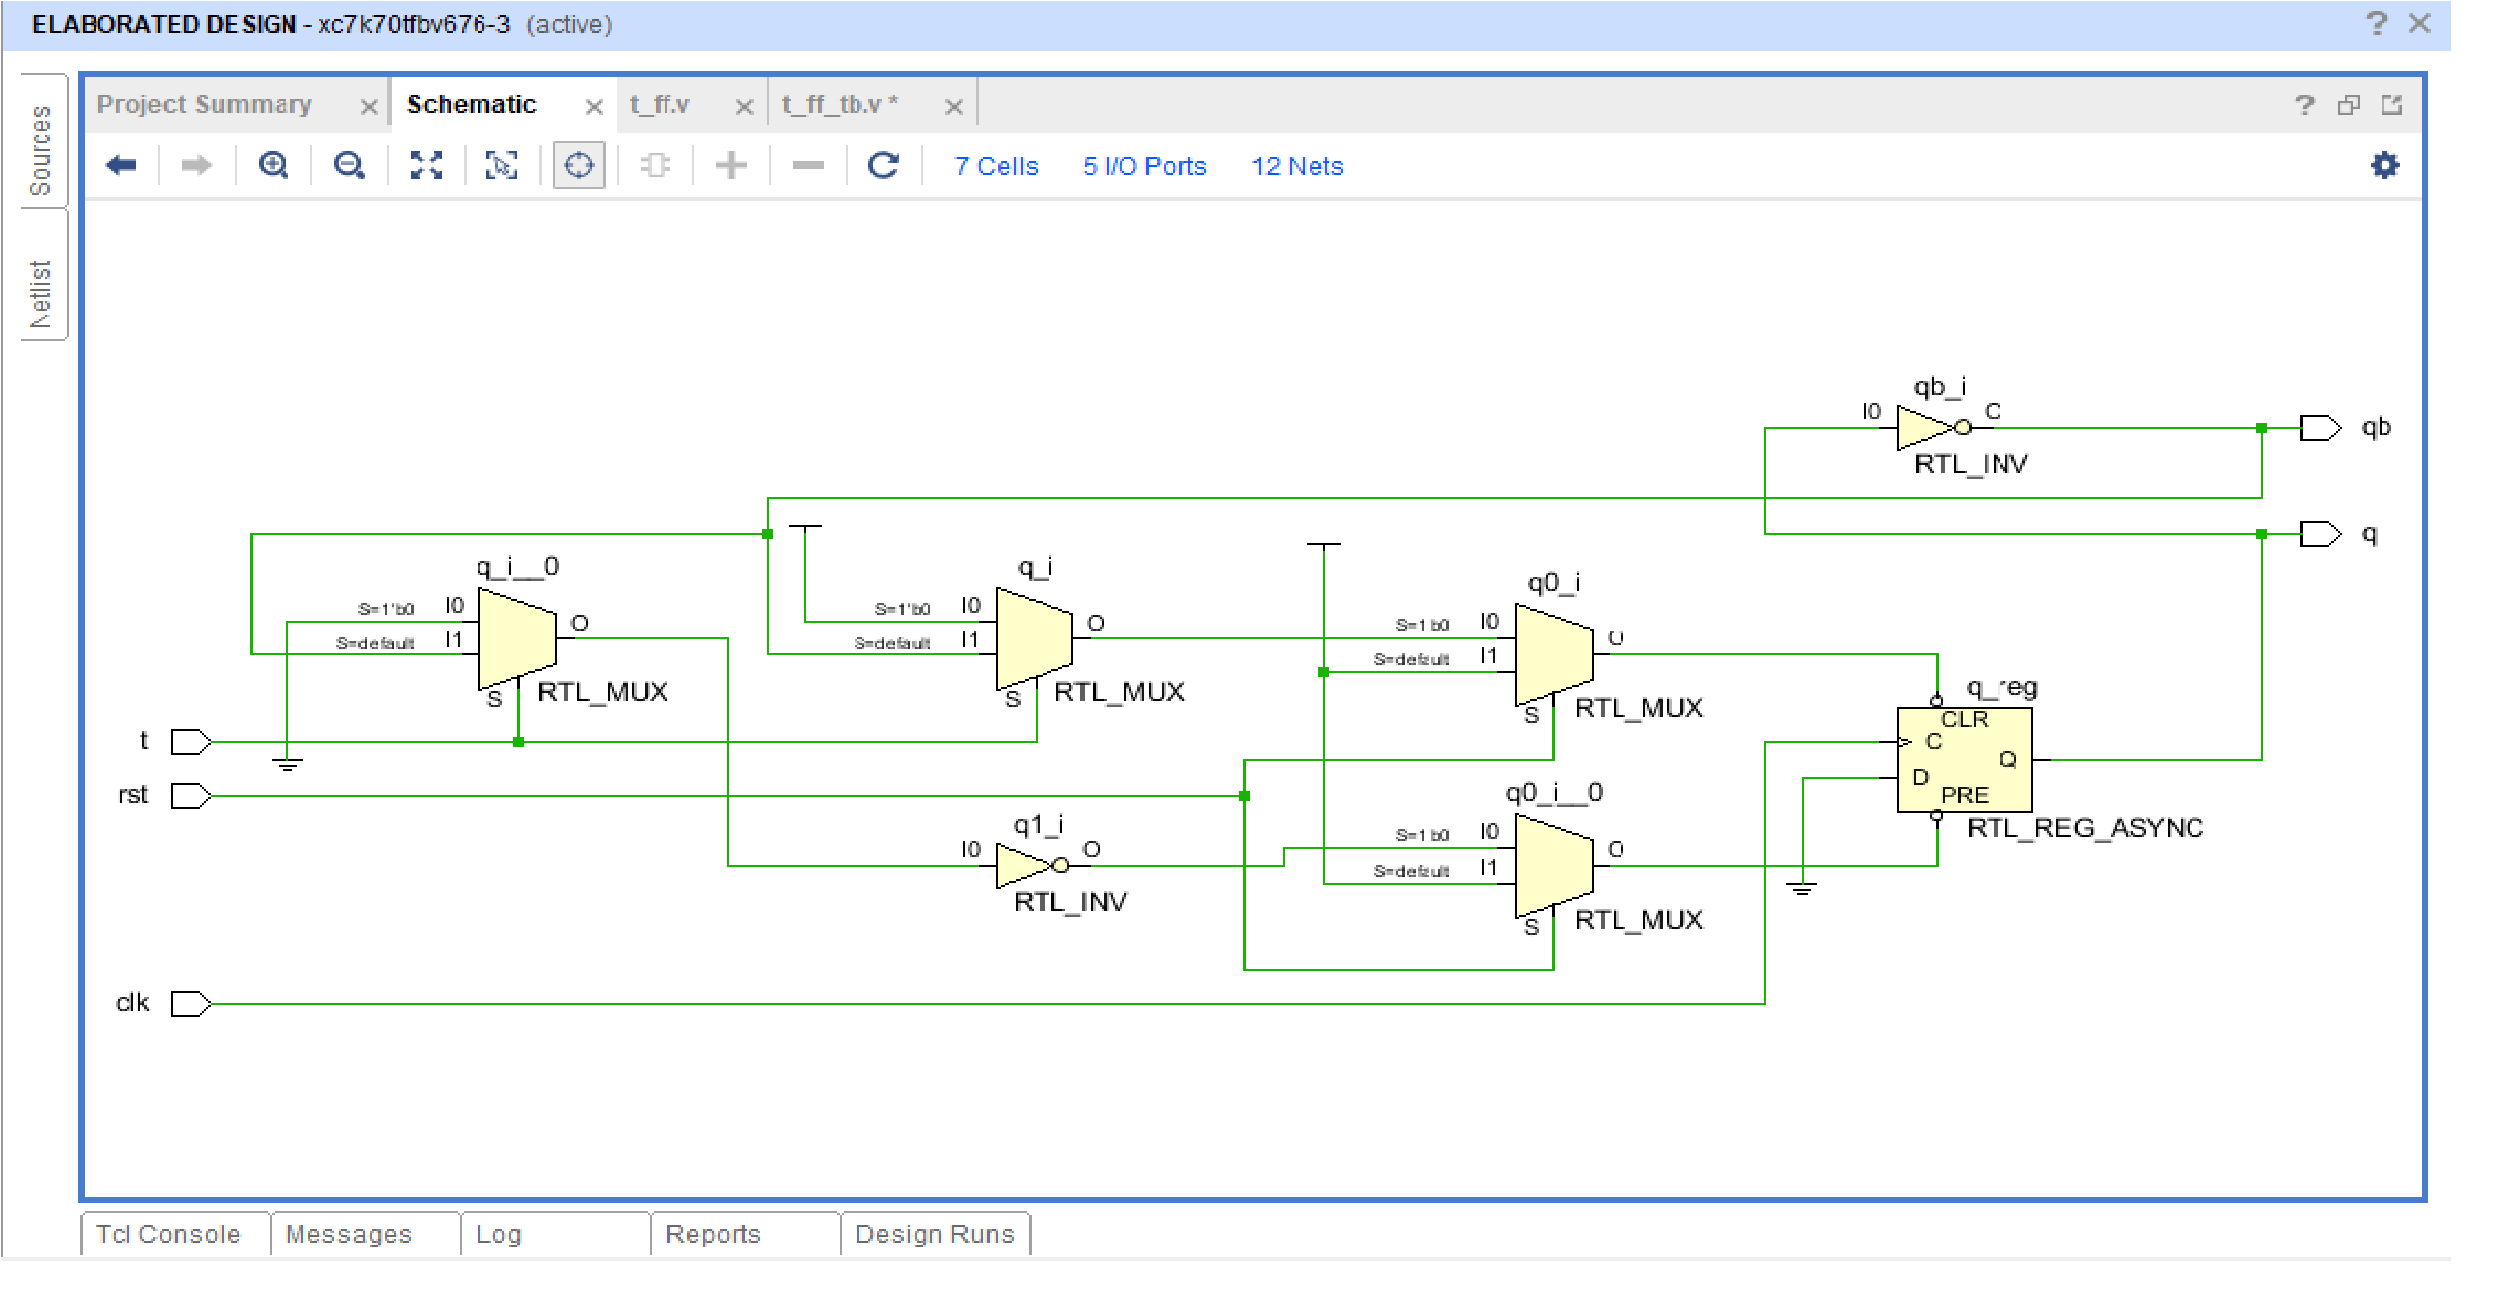 ELABORATED DESIGN - xc7k70tfbv676-3 (active)
Sources
Netlist
Project Summary Schematic t_ff.v t_ff_tb.v *
7 Cells 5 I/O Ports 12 Nets
qb_i
I0 O
qb
RTL_INV
q
q_i__0
S=1'b0 I0
O
S=default I1
S RTL_MUX
q_i
S=1'b0 I0
O
S=default I1
S RTL_MUX
q0_i
S=1'b0 I0
O
S=default I1
S RTL_MUX
q_reg
CLR
C
Q
D
PRE
RTL_REG_ASYNC
t
rst
q1_i
I0 O
RTL_INV
q0_i__0
S=1'b0 I0
O
S=default I1
S RTL_MUX
clk
Tcl Console Messages Log Reports Design Runs